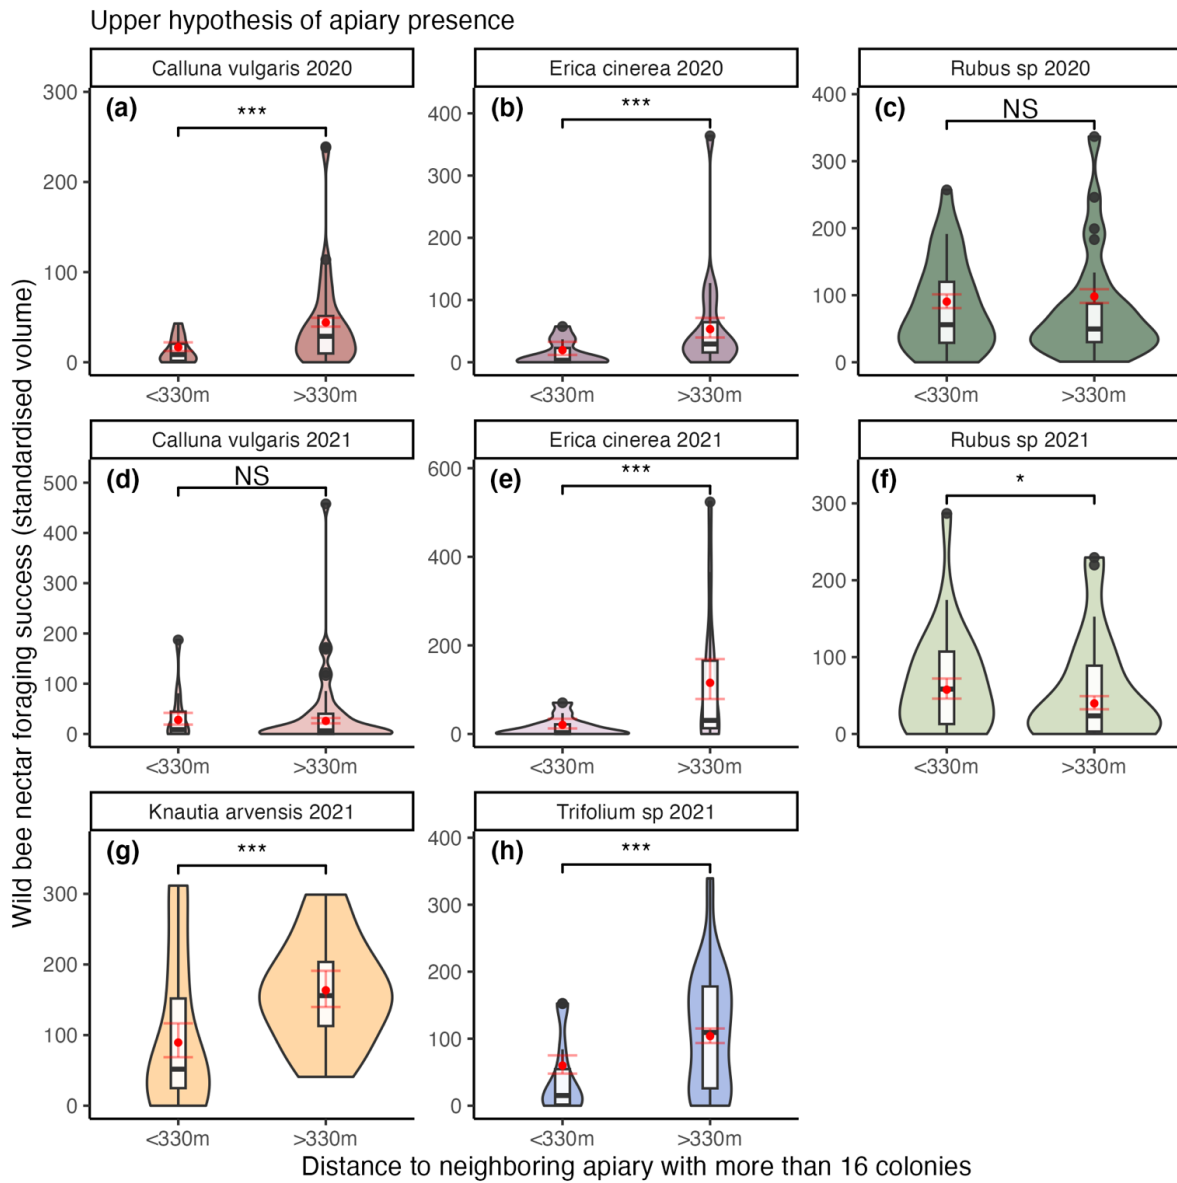 Upper hypothesis of apiary presence
Wild bee nectar foraging success (standardised volume)
Calluna vulgaris 2020
(a)
***
300
200
100
0
<330m
>330m
Erica cinerea 2020
(b)
***
400
300
200
100
0
<330m
>330m
Rubus sp 2020
(c)
NS
400
300
200
100
0
<330m
>330m
Calluna vulgaris 2021
(d)
NS
500
400
300
200
100
0
<330m
>330m
Erica cinerea 2021
(e)
***
600
400
200
0
<330m
>330m
Rubus sp 2021
(f)
*
300
200
100
0
<330m
>330m
Knautia arvensis 2021
(g)
***
300
200
100
0
<330m
>330m
Trifolium sp 2021
(h)
***
400
300
200
100
0
<330m
>330m
Distance to neighboring apiary with more than 16 colonies